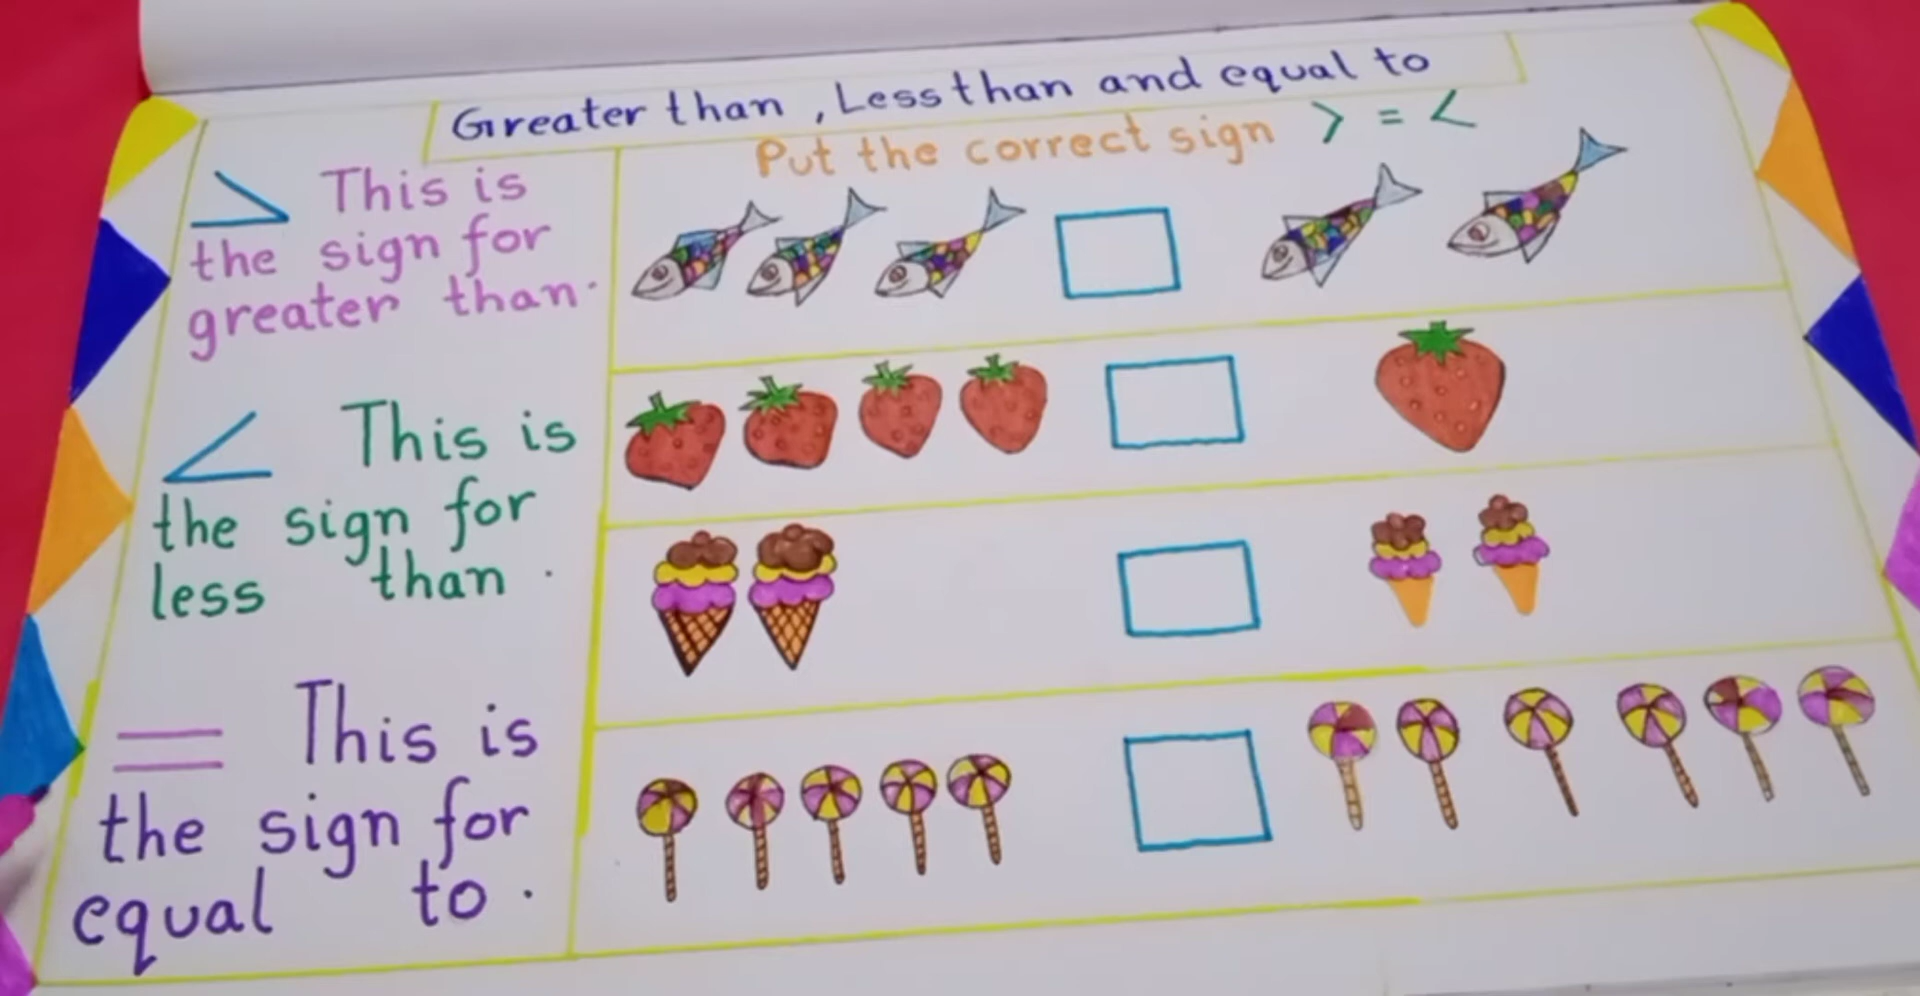 Greater than , Less than and equal to
Put the correct sign > = <
> This is
the sign for
greater than.
< This is
the sign for
less than.
= This is
the sign for
equal to.